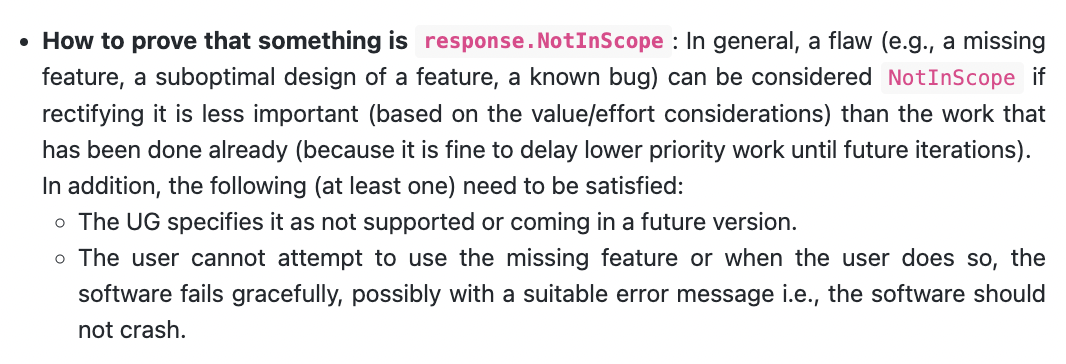 • How to prove that something is response.NotInScope : In general, a flaw (e.g., a missing
feature, a suboptimal design of a feature, a known bug) can be considered NotInScope if
rectifying it is less important (based on the value/effort considerations) than the work that
has been done already (because it is fine to delay lower priority work until future iterations).
In addition, the following (at least one) need to be satisfied:
◦ The UG specifies it as not supported or coming in a future version.
◦ The user cannot attempt to use the missing feature or when the user does so, the
software fails gracefully, possibly with a suitable error message i.e., the software should
not crash.